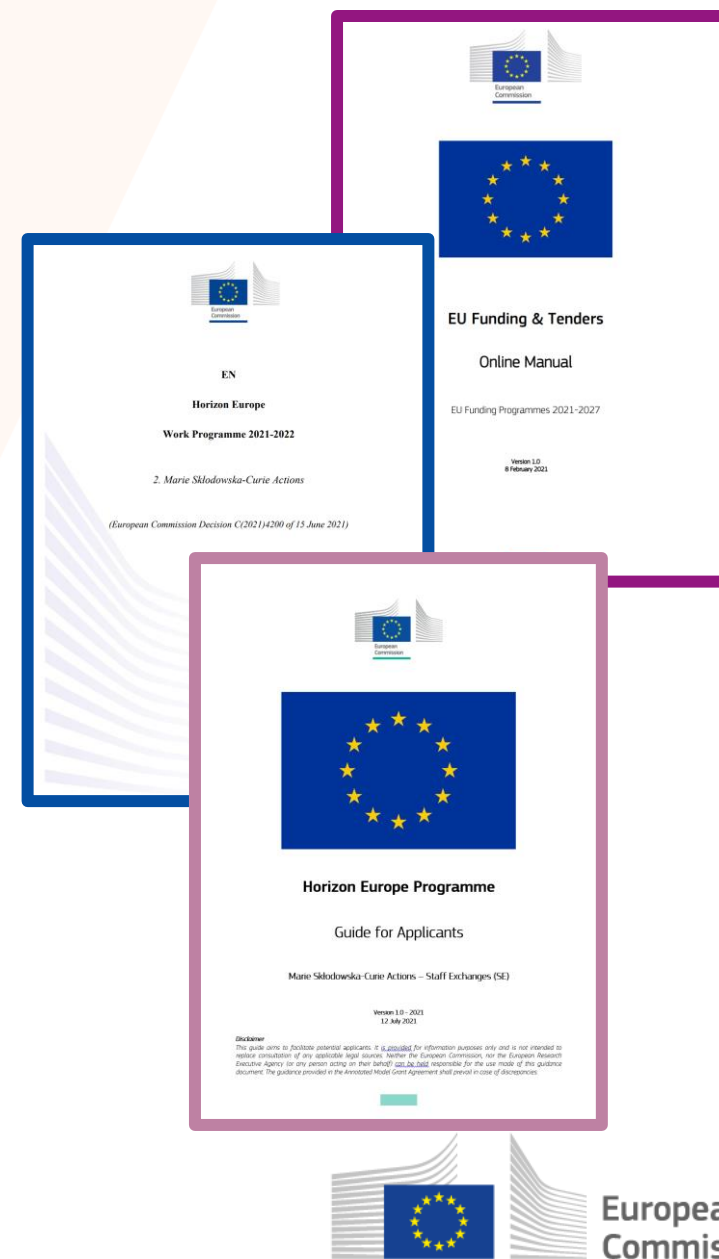 European
Commission
EU Funding & Tenders
Online Manual
EU Funding Programmes 2021-2027
Version 1.0
8 February 2021
European
Commission
EN
Horizon Europe
Work Programme 2021-2022
2. Marie Skłodowska-Curie Actions
(European Commission Decision C(2021)4200 of 15 June 2021)
European
Commission
Horizon Europe Programme
Guide for Applicants
Marie Skłodowska-Curie Actions – Staff Exchanges (SE)
Version 1.0 – 2021
12 July 2021
Disclaimer
This guide aims to facilitate potential applicants. It is provided for information purposes only and is not intended to
replace consultation of any applicable legal sources. Neither the European Commission, nor the European Research
Executive Agency (or any person acting on their behalf) can be held responsible for the use made of this guidance
document. The guidance provided in the Annotated Model Grant Agreement shall prevail in case of discrepancies.
Europea
Commis